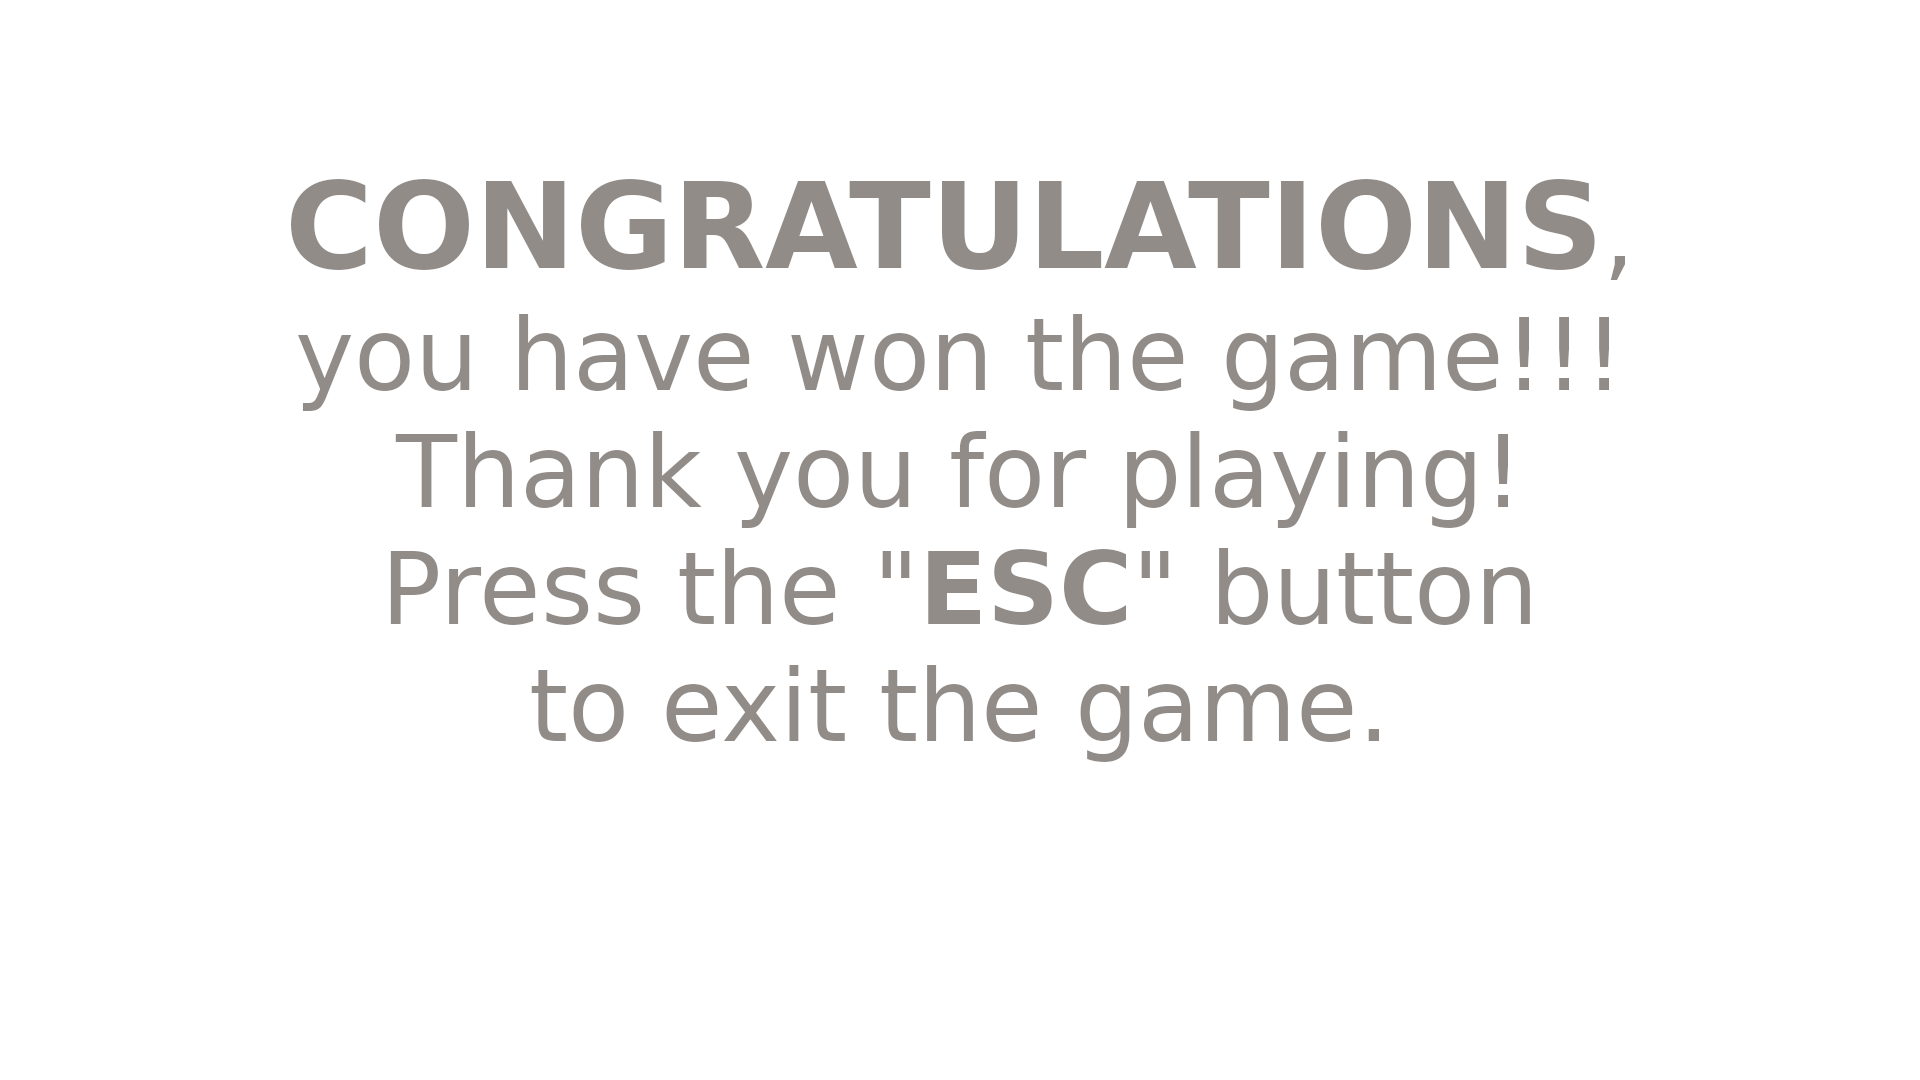 CONGRATULATIONS,
you have won the game!!!
Thank you for playing!
Press the "ESC" button
to exit the game.